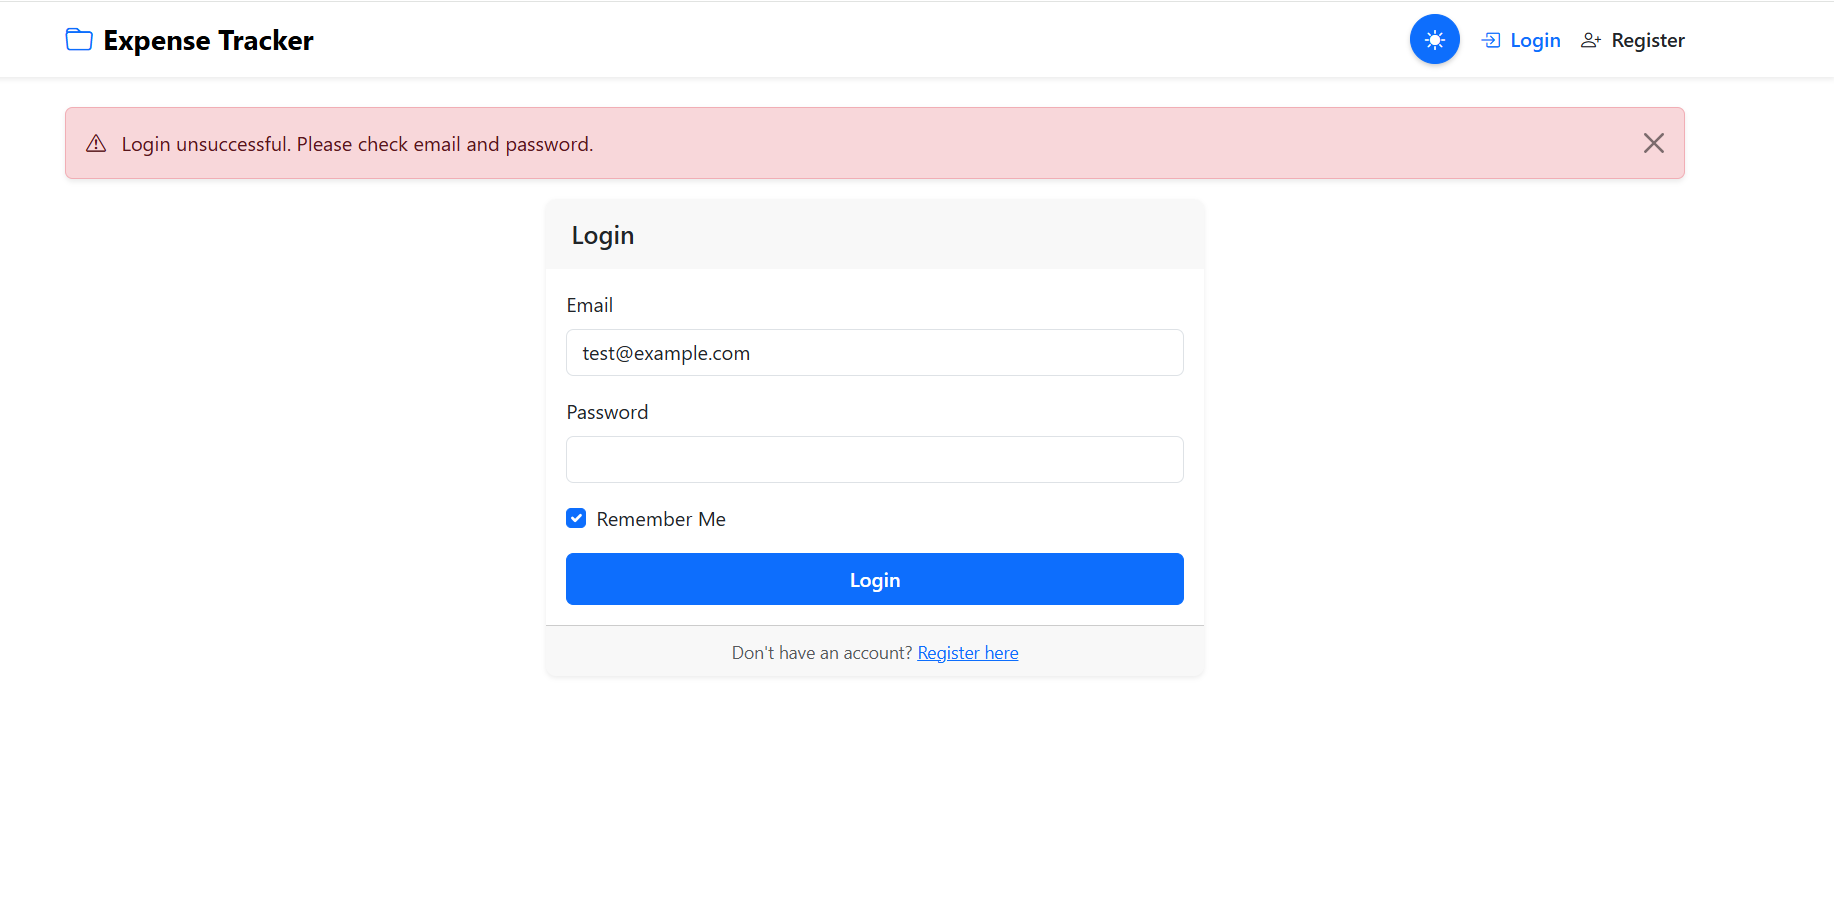 Expense Tracker
Login
Register
Login unsuccessful. Please check email and password.
Login
Email
test@example.com
Password
Remember Me
Login
Don't have an account? Register here